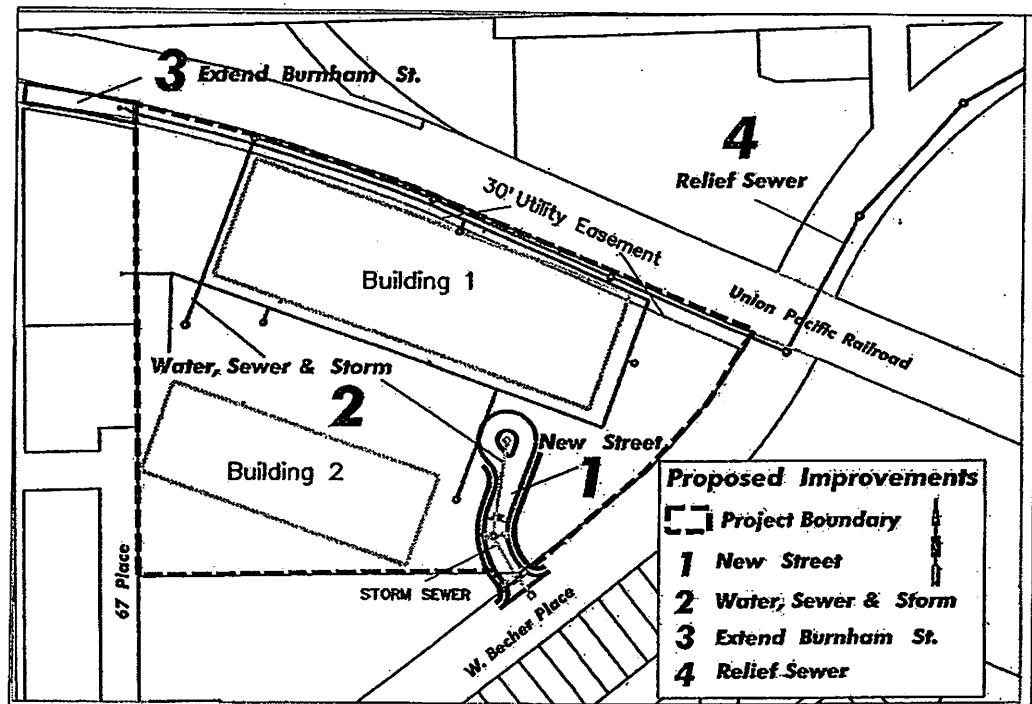 3 Extend Burnham St.
4
Relief Sewer
30' Utility Easement
Building 1
Union Pacific Railroad
Water, Sewer & Storm
2
New Street
1
Building 2
STORM SEWER
67 Place
W. Becher Place
Proposed Improvements
Project Boundary
1 New Street
2 Water, Sewer & Storm
3 Extend Burnham St.
4 Relief Sewer